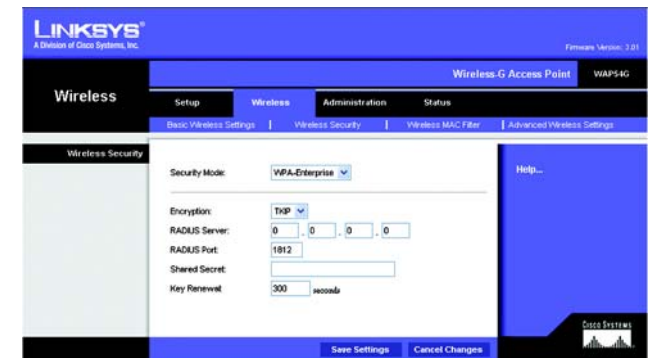 LINKSYS®
A Division of Cisco Systems, Inc.
Firmware Version: 3.01
Wireless-G Access Point WAP54G
Wireless
Setup Wireless Administration Status
Basic Wireless Settings | Wireless Security | Wireless MAC Filter | Advanced Wireless Settings
Wireless Security
Security Mode: WPA-Enterprise
Help...
Encryption: TKIP
RADIUS Server: 0 . 0 . 0 . 0
RADIUS Port: 1812
Shared Secret:
Key Renewal: 300 seconds
Save Settings Cancel Changes
CISCO SYSTEMS